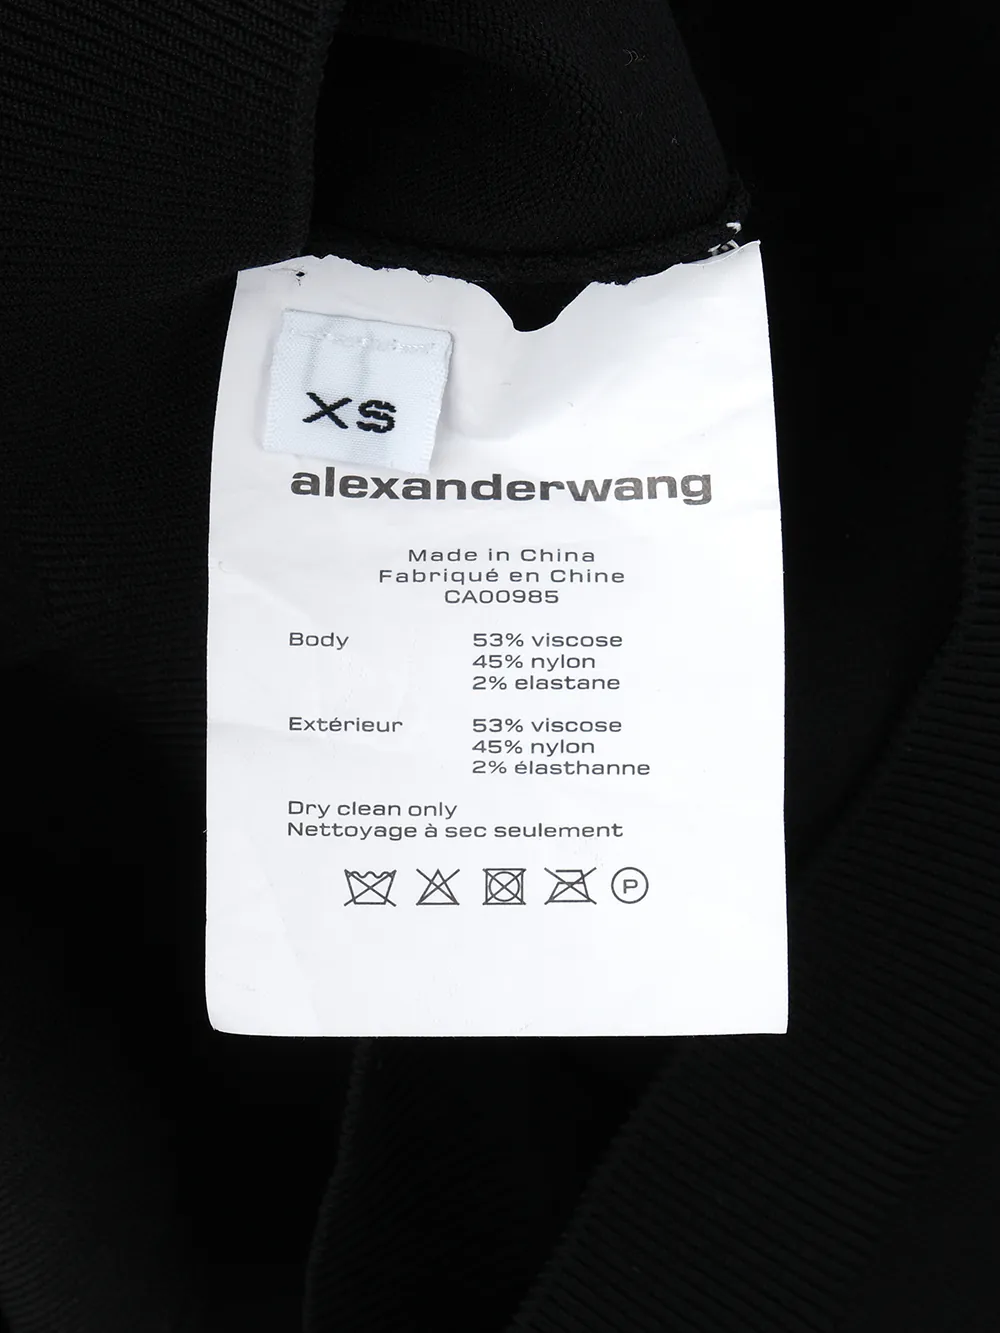 XS
alexanderwang
Made in China
Fabriqué en Chine
CA00985
Body 53% viscose
45% nylon
2% elastane
Extérieur 53% viscose
45% nylon
2% élasthanne
Dry clean only
Nettoyage à sec seulement
P